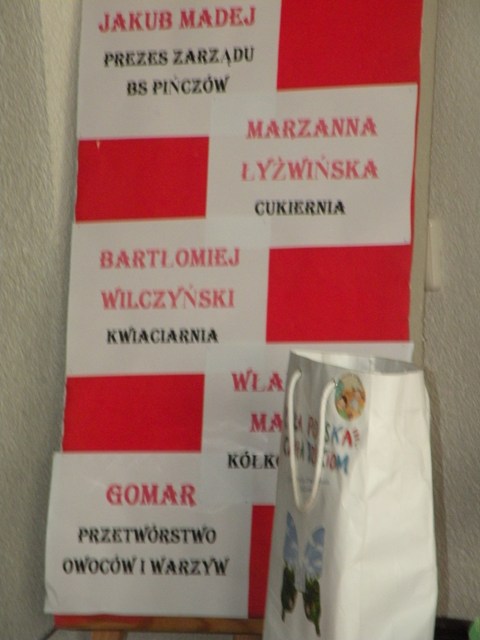 JAKUB MADEJ
PREZES ZARZĄDU
BS PIŃCZÓW
MARZANNA
ŁYŻWIŃSKA
CUKIERNIA
BARTŁOMIEJ
WILCZYŃSKI
KWIACIARNIA
GOMAR
PRZETWÓRSTWO
OWOCÓW I WARZYW